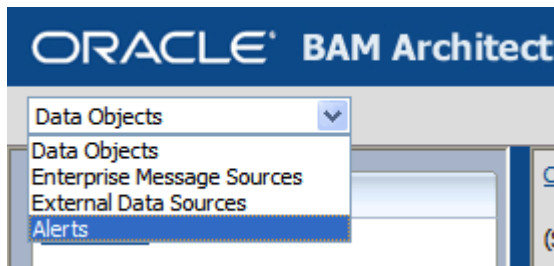 ORACLE BAM Architect
Data Objects
Data Objects
Enterprise Message Sources
External Data Sources
Alerts